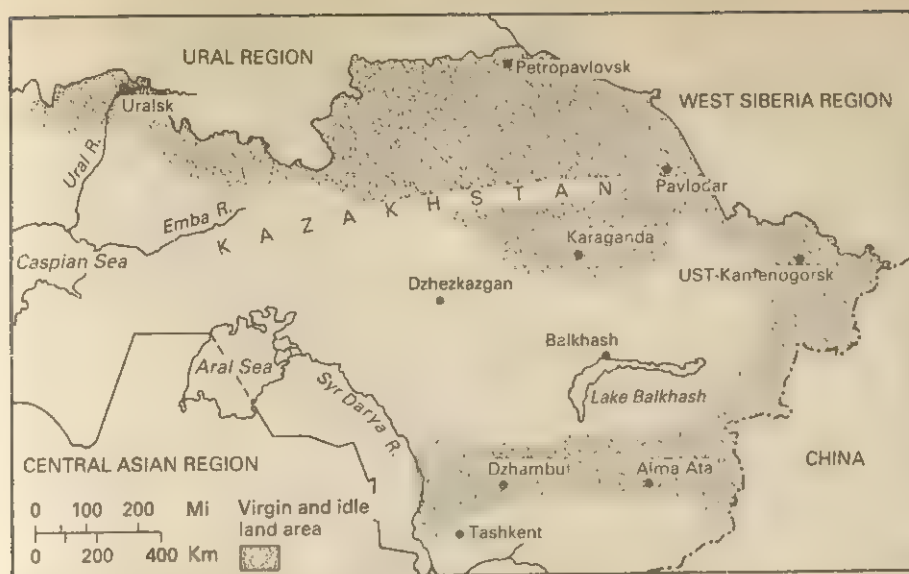 URAL REGION
Petropavlovsk
Uralsk
WEST SIBERIA REGION
Ural R.
Pavlodar
KAZAKHSTAN
Emba R.
Karaganda
Caspian Sea
UST-Kamenogorsk
Dzhezkazgan
Balkhash
Aral Sea
Lake Balkhash
Syr Darya R.
CENTRAL ASIAN REGION
CHINA
Dzhambul
Alma Ata
0 100 200 Mi
Virgin and idle
land area
Tashkent
0 200 400 Km